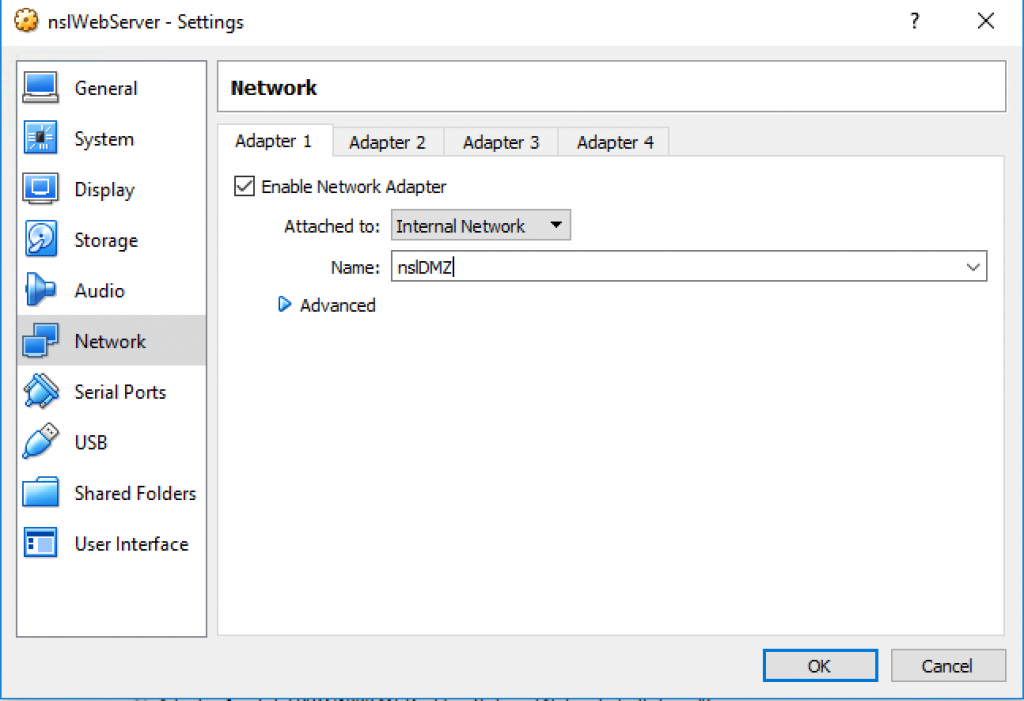 nslWebServer - Settings
?
General
System
Display
Storage
Audio
Network
Serial Ports
USB
Shared Folders
User Interface
Network
Adapter 1
Adapter 2
Adapter 3
Adapter 4
Enable Network Adapter
Attached to: Internal Network
Name: nslDMZ
Advanced
OK
Cancel